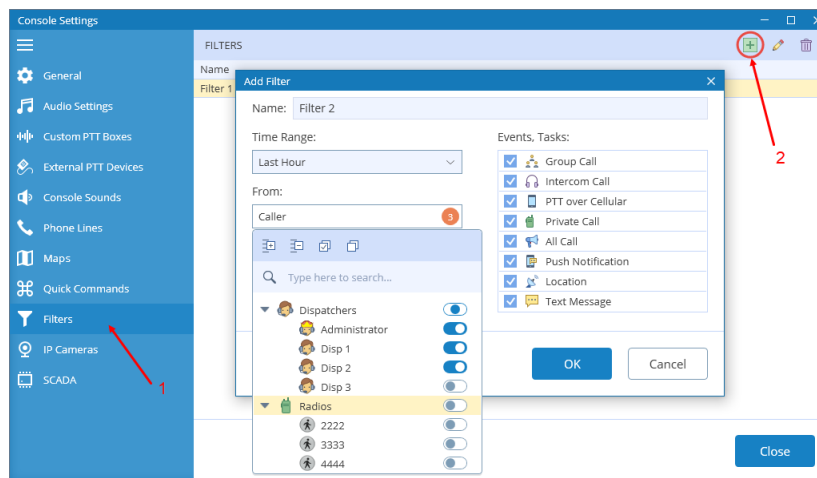 Console Settings
General
Audio Settings
Custom PTT Boxes
External PTT Devices
Console Sounds
Phone Lines
Maps
Quick Commands
Filters
IP Cameras
SCADA
1
FILTERS
2
Name
Filter 1
Add Filter
Name: Filter 2
Time Range:
Last Hour
From:
Caller 3
Type here to search...
Dispatchers
Administrator
Disp 1
Disp 2
Disp 3
Radios
2222
3333
4444
Events, Tasks:
Group Call
Intercom Call
PTT over Cellular
Private Call
All Call
Push Notification
Location
Text Message
OK Cancel
Close